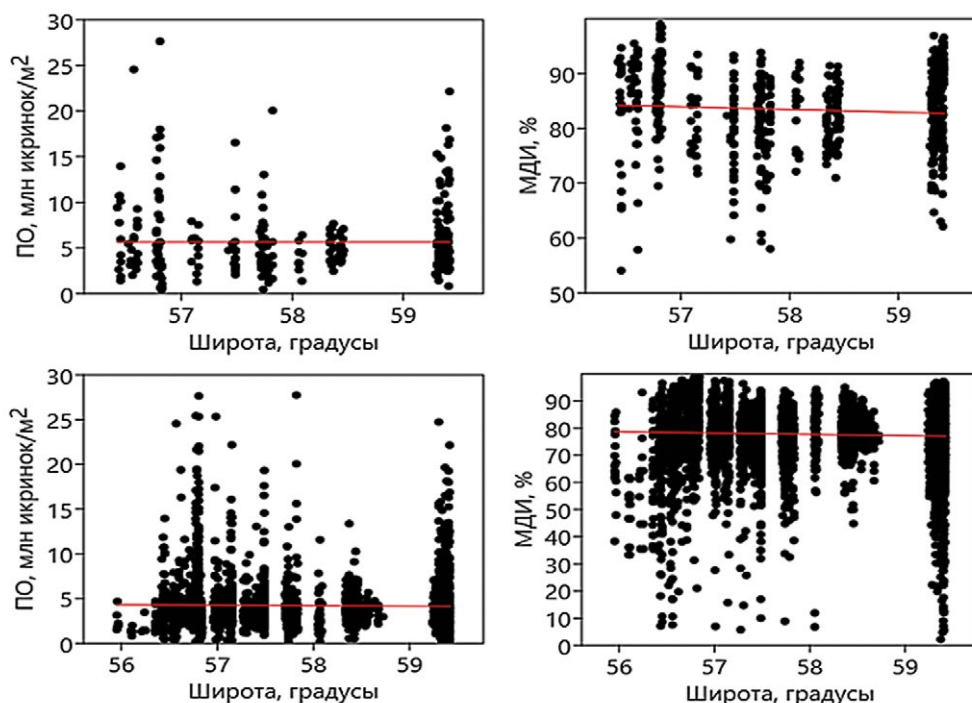 ПО, млн икринок/м²
30
25
20
15
10
5
0
57 58 59
Широта, градусы
МДИ, %
90
80
70
60
50
57 58 59
Широта, градусы
ПО, млн икринок/м²
30
25
20
15
10
5
0
56 57 58 59
Широта, градусы
МДИ, %
90
80
70
60
50
40
30
20
10
0
56 57 58 59
Широта, градусы